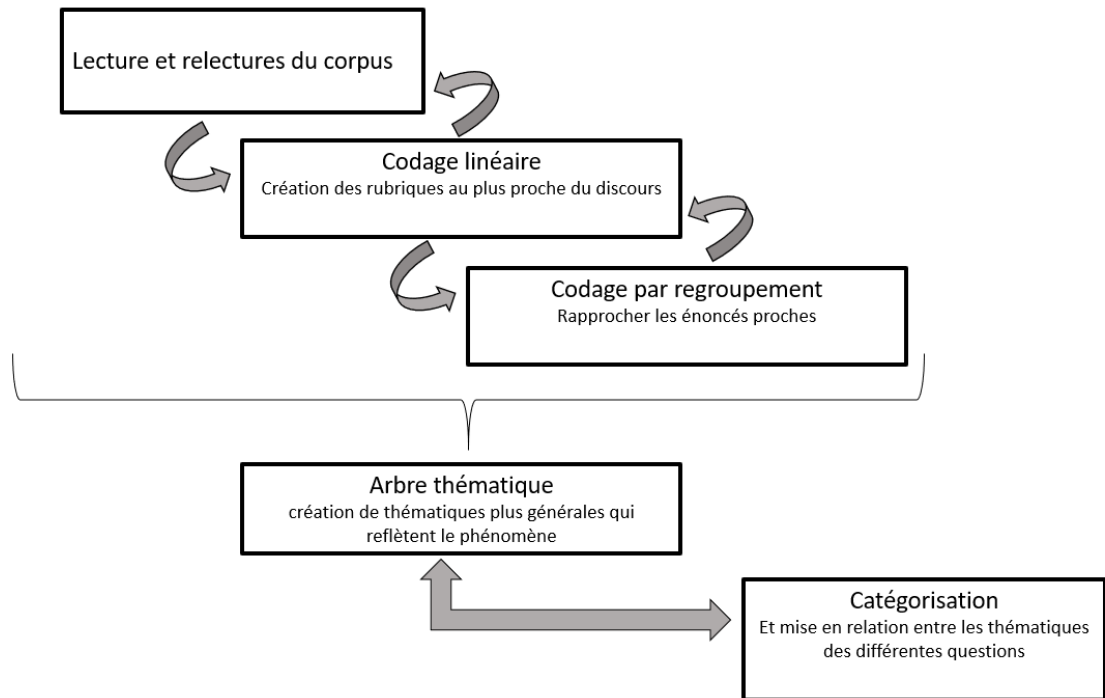 Lecture et relectures du corpus
Codage linéaire
Création des rubriques au plus proche du discours
Codage par regroupement
Rapprocher les énoncés proches
Arbre thématique
création de thématiques plus générales qui
reflètent le phénomène
Catégorisation
Et mise en relation entre les thématiques
des différentes questions